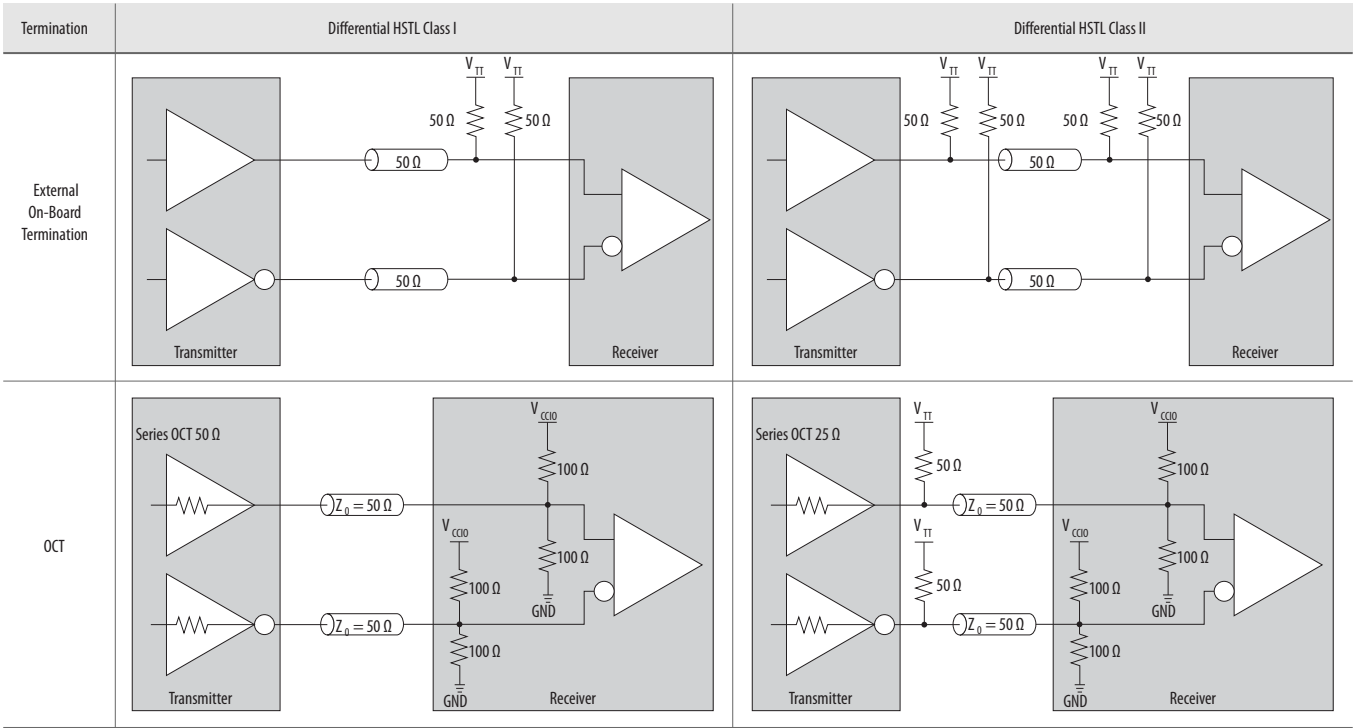 Termination
Differential HSTL Class I
Differential HSTL Class II
External
On-Board
Termination
V TT
V TT
50 Ω
50 Ω
50 Ω
50 Ω
Transmitter
Receiver
V TT
V TT
V TT
V TT
50 Ω
50 Ω
50 Ω
50 Ω
50 Ω
50 Ω
Transmitter
Receiver
OCT
Series OCT 50 Ω
V CCIO
100 Ω
Z 0 = 50 Ω
V CCIO
100 Ω
100 Ω
GND
Z 0 = 50 Ω
100 Ω
GND
Transmitter
Receiver
Series OCT 25 Ω
V TT
50 Ω
V CCIO
100 Ω
Z 0 = 50 Ω
V TT
V CCIO
100 Ω
50 Ω
100 Ω
GND
Z 0 = 50 Ω
100 Ω
GND
Transmitter
Receiver